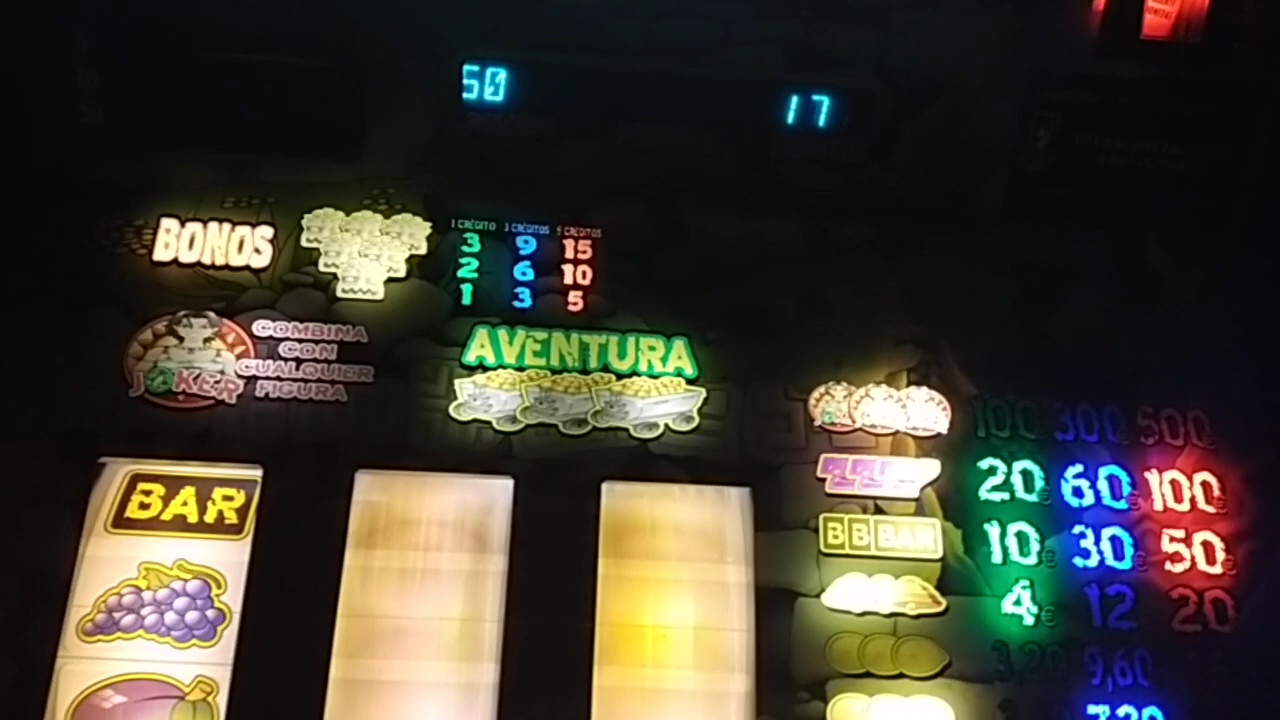 50
17
BONOS
1 CRÉDITO 3 CRÉDITOS 5 CRÉDITOS
3 9 15
2 6 10
1 3 5
JOKER
COMBINA
CON
CUALQUIER
FIGURA
AVENTURA
100 300 500
20€ 60€ 100€
B B BAR
10€ 30€ 50€
4€ 12 20
3,20 9,60
7,20
BAR